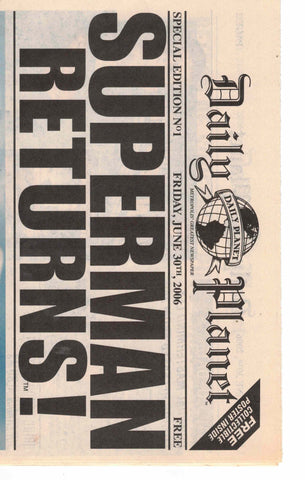 Daily Planet
DAILY PLANET
METROPOLIS' GREATEST NEWSPAPER
FREE
COLLECTIBLE
POSTER INSIDE
SPECIAL EDITION Nº1 FRIDAY, JUNE 30TH, 2006 FREE
SUPERMAN
RETURNS!™